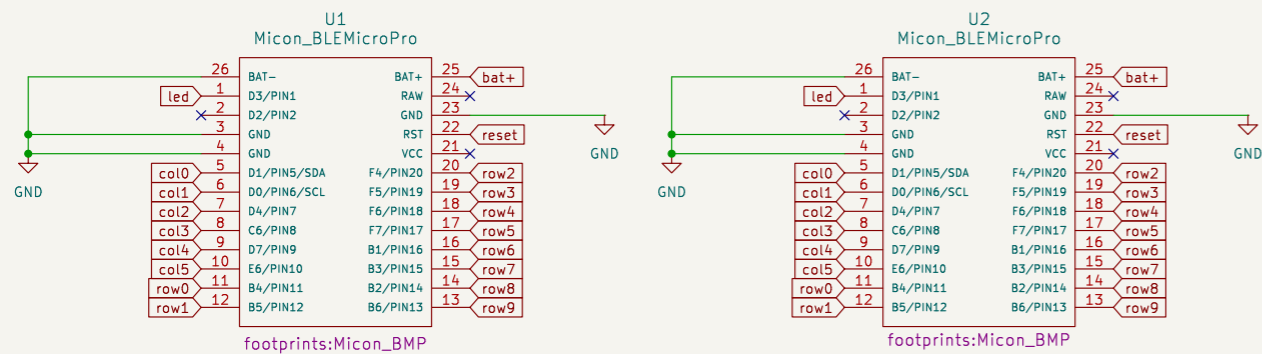 U1
Micon_BLEMicroPro
26 BAT- BAT+ 25 bat+
led 1 D3/PIN1 RAW 24
2 D2/PIN2 GND 23
3 GND RST 22 reset
4 GND VCC 21
GND
GND
col0 5 D1/PIN5/SDA F4/PIN20 20 row2
col1 6 D0/PIN6/SCL F5/PIN19 19 row3
col2 7 D4/PIN7 F6/PIN18 18 row4
col3 8 C6/PIN8 F7/PIN17 17 row5
col4 9 D7/PIN9 B1/PIN16 16 row6
col5 10 E6/PIN10 B3/PIN15 15 row7
row0 11 B4/PIN11 B2/PIN14 14 row8
row1 12 B5/PIN12 B6/PIN13 13 row9
footprints:Micon_BMP
U2
Micon_BLEMicroPro
26 BAT- BAT+ 25 bat+
led 1 D3/PIN1 RAW 24
2 D2/PIN2 GND 23
3 GND RST 22 reset
4 GND VCC 21
GND
GND
col0 5 D1/PIN5/SDA F4/PIN20 20 row2
col1 6 D0/PIN6/SCL F5/PIN19 19 row3
col2 7 D4/PIN7 F6/PIN18 18 row4
col3 8 C6/PIN8 F7/PIN17 17 row5
col4 9 D7/PIN9 B1/PIN16 16 row6
col5 10 E6/PIN10 B3/PIN15 15 row7
row0 11 B4/PIN11 B2/PIN14 14 row8
row1 12 B5/PIN12 B6/PIN13 13 row9
footprints:Micon_BMP